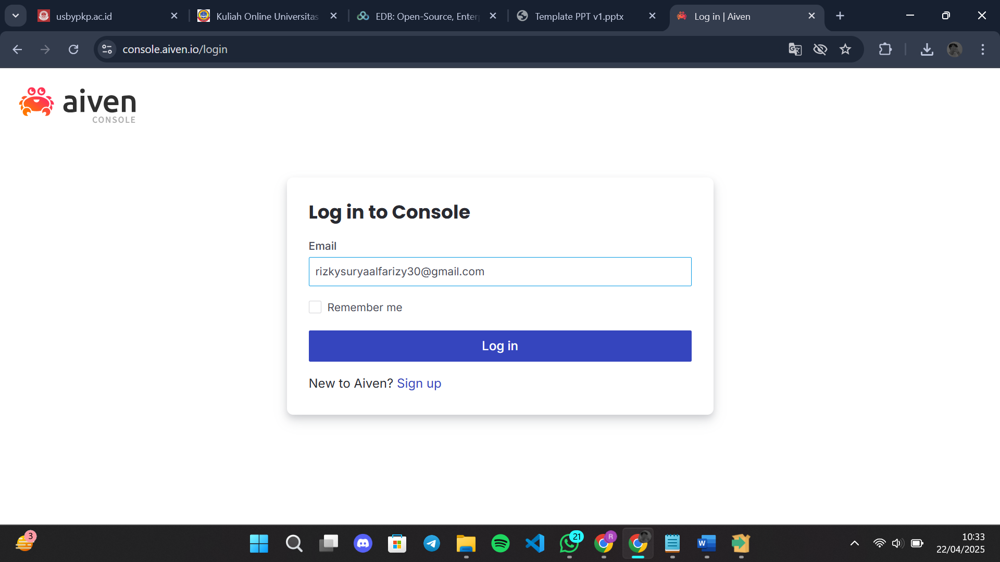 usbypkp.ac.id
Kuliah Online Universitas
EDB: Open-Source, Enter
Template PPT v1.pptx
Log in | Aiven
console.aiven.io/login
aiven
CONSOLE
Log in to Console
Email
rizkysuryaalfarizy30@gmail.com
Remember me
Log in
New to Aiven? Sign up
3
21
R
W
10:33
22/04/2025